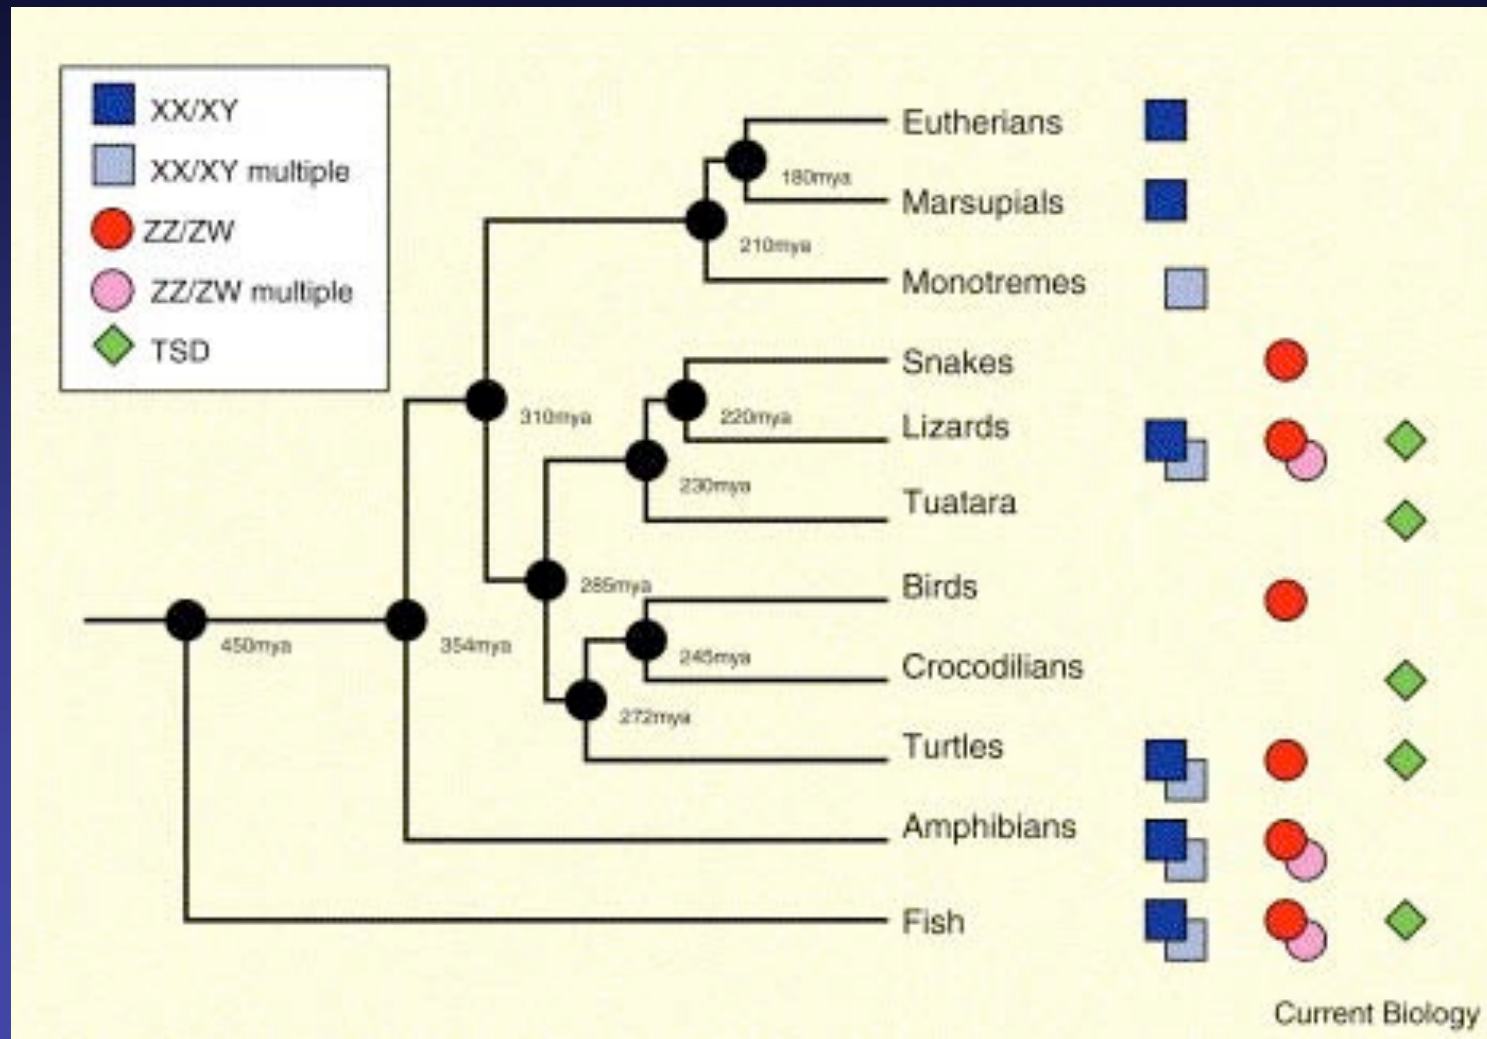 XX/XY
XX/XY multiple
ZZ/ZW
ZZ/ZW multiple
TSD
Eutherians
180mya
Marsupials
210mya
Monotremes
Snakes
310mya
220mya
Lizards
230mya
Tuatara
285mya
Birds
450mya
354mya
245mya
Crocodilians
272mya
Turtles
Amphibians
Fish
Current Biology